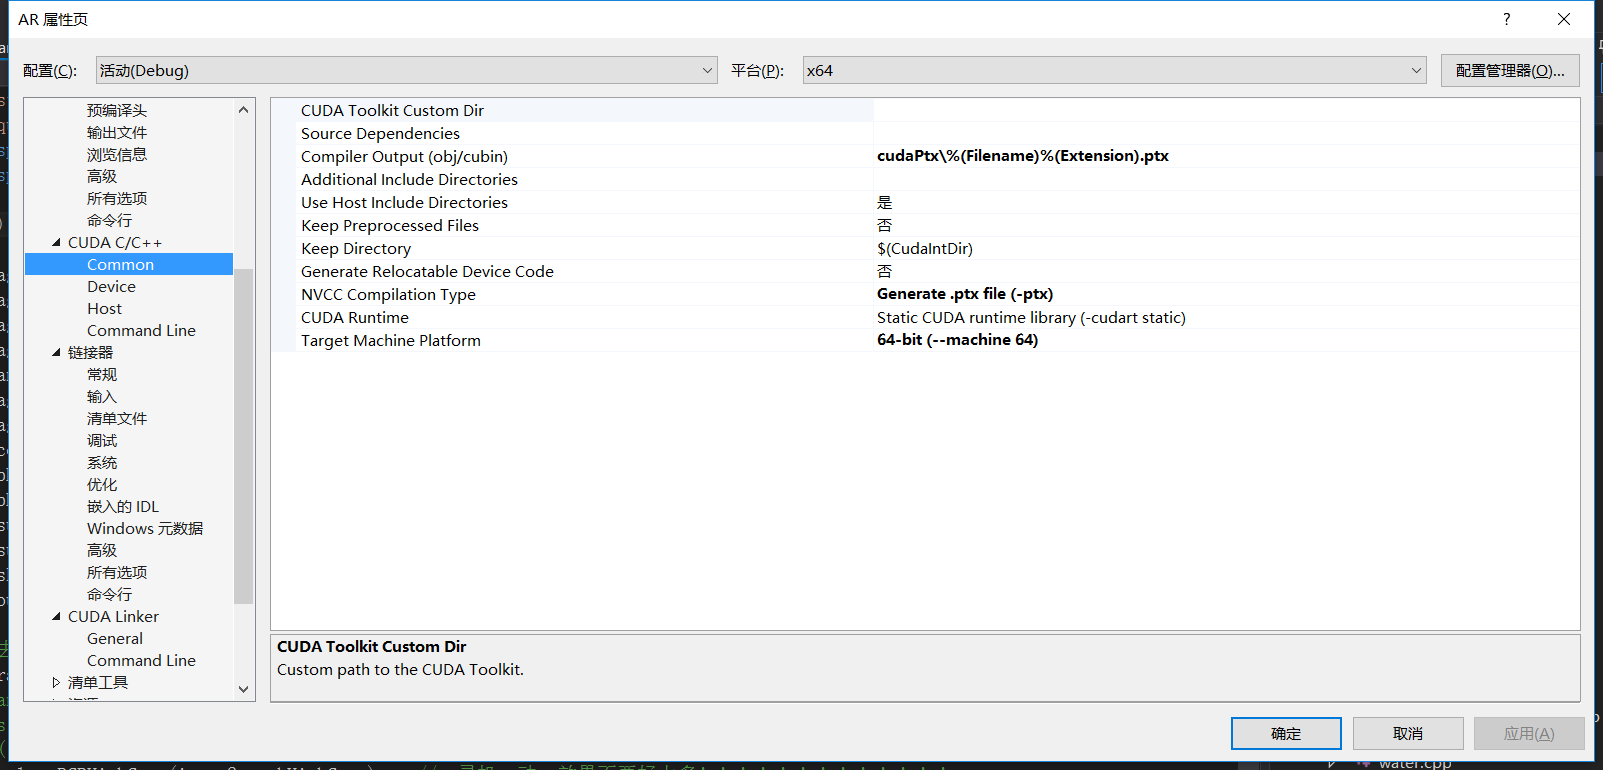 AR 属性页
配置(C):
活动(Debug)
平台(P):
x64
配置管理器(O)...
预编译头
输出文件
浏览信息
高级
所有选项
命令行
CUDA C/C++
Common
Device
Host
Command Line
链接器
常规
输入
清单文件
调试
系统
优化
嵌入的 IDL
Windows 元数据
高级
所有选项
命令行
CUDA Linker
General
Command Line
清单工具
CUDA Toolkit Custom Dir
Source Dependencies
Compiler Output (obj/cubin) cudaPtx\%(Filename)%(Extension).ptx
Additional Include Directories
Use Host Include Directories 是
Keep Preprocessed Files 否
Keep Directory $(CudaIntDir)
Generate Relocatable Device Code 否
NVCC Compilation Type Generate .ptx file (-ptx)
CUDA Runtime Static CUDA runtime library (-cudart static)
Target Machine Platform 64-bit (--machine 64)
CUDA Toolkit Custom Dir
Custom path to the CUDA Toolkit.
确定
取消
应用(A)
water.cpp